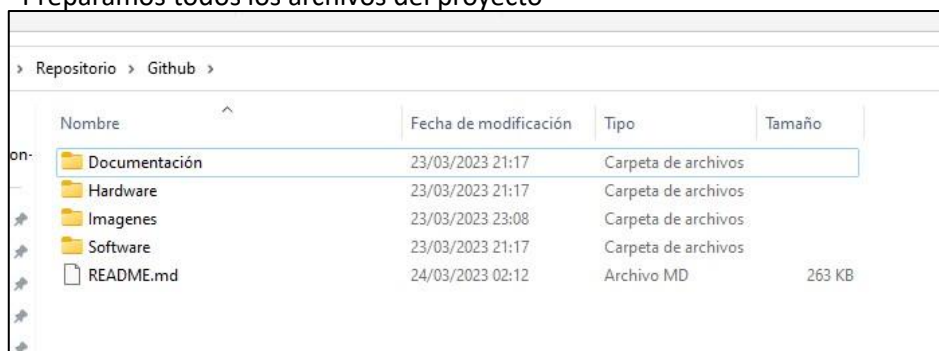 Preparamos todos los archivos del proyecto
> Repositorio > Github >
Nombre Fecha de modificación Tipo Tamaño
on-
Documentación 23/03/2023 21:17 Carpeta de archivos
Hardware 23/03/2023 21:17 Carpeta de archivos
Imagenes 23/03/2023 23:08 Carpeta de archivos
Software 23/03/2023 21:17 Carpeta de archivos
README.md 24/03/2023 02:12 Archivo MD 263 KB